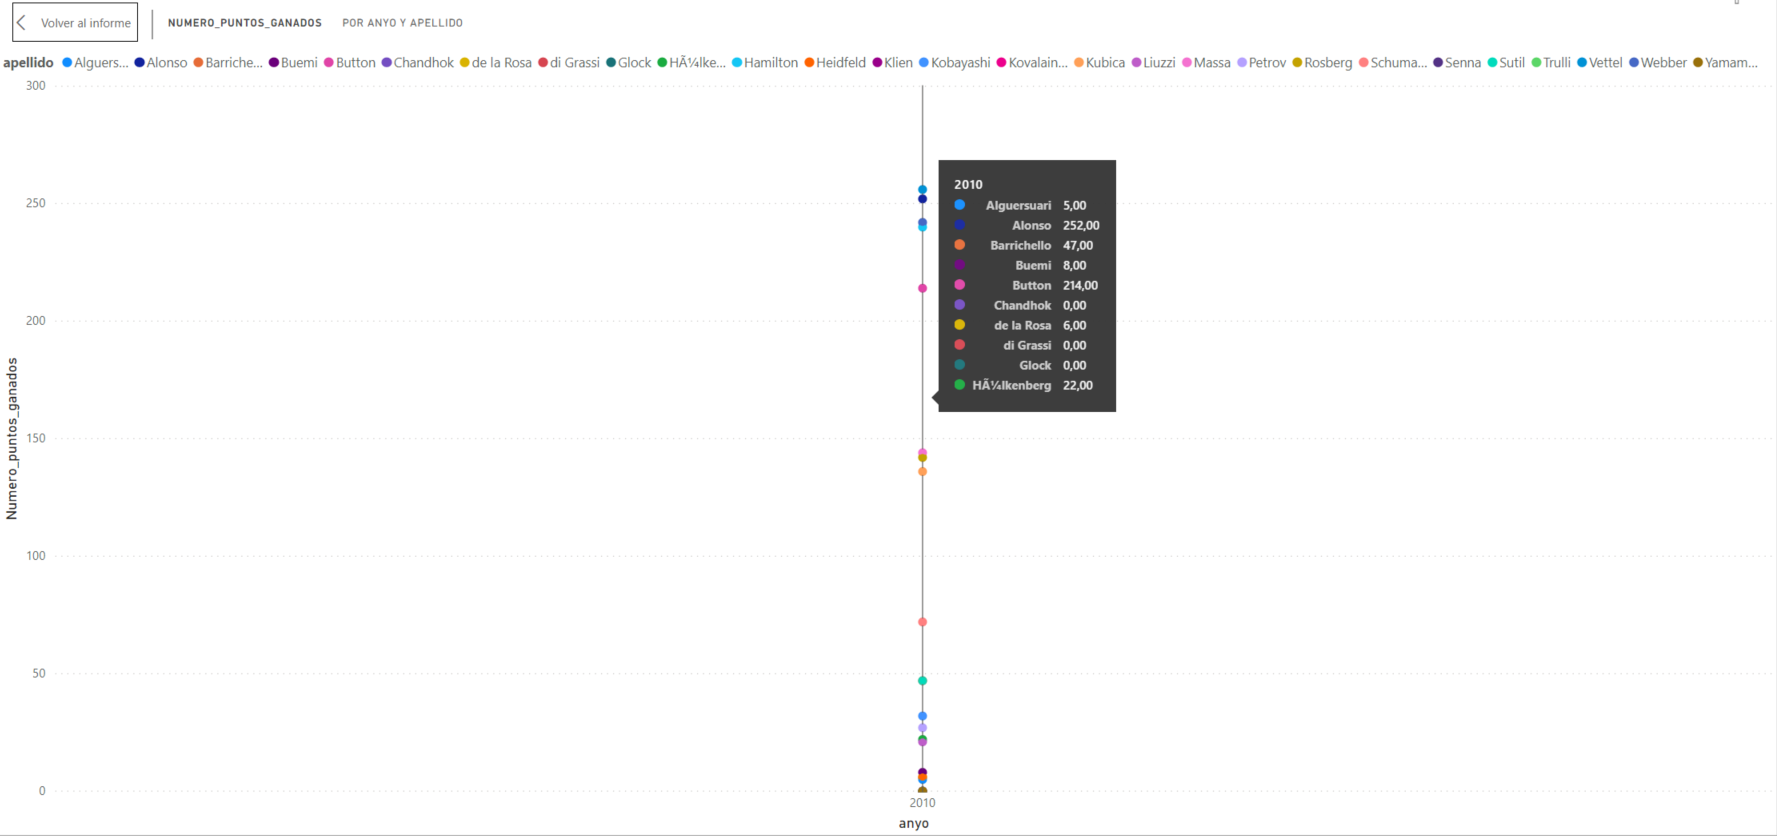 Volver al informe NUMERO_PUNTOS_GANADOS POR ANYO Y APELLIDO
apellido Alguers... Alonso Barriche... Buemi Button Chandhok de la Rosa di Grassi Glock HÃ¼lke... Hamilton Heidfeld Klien Kobayashi Kovalain... Kubica Liuzzi Massa Petrov Rosberg Schuma... Senna Sutil Trulli Vettel Webber Yamam...
300
250
200
150
100
50
0
Numero_puntos_ganados
2010
Alguersuari 5,00
Alonso 252,00
Barrichello 47,00
Buemi 8,00
Button 214,00
Chandhok 0,00
de la Rosa 6,00
di Grassi 0,00
Glock 0,00
HÃ¼lkenberg 22,00
2010
anyo